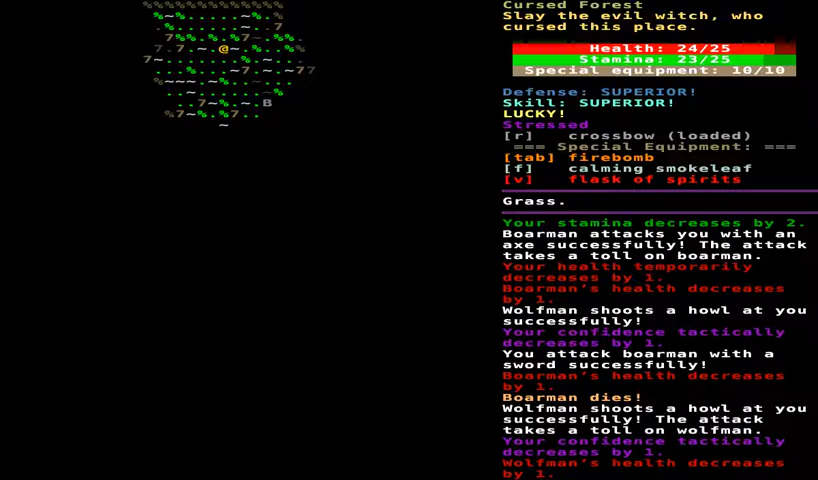 Cursed Forest
Slay the evil witch, who
cursed this place.
Health: 24/25
Stamina: 23/25
Special equipment: 10/10
Defense: SUPERIOR!
Skill: SUPERIOR!
LUCKY!
Stressed
[r] crossbow (loaded)
=== Special Equipment: ===
[tab] firebomb
[f] calming smokeleaf
[v] flask of spirits
Grass.
Your stamina decreases by 2.
Boarman attacks you with an
axe successfully! The attack
takes a toll on boarman.
Your health temporarily
decreases by 1.
Boarman's health decreases
by 1.
Wolfman shoots a howl at you
successfully!
Your confidence tactically
decreases by 1.
You attack boarman with a
sword successfully!
Boarman's health decreases
by 1.
Boarman dies!
Wolfman shoots a howl at you
successfully! The attack
takes a toll on wolfman.
Your confidence tactically
decreases by 1.
Wolfman's health decreases
by 1.